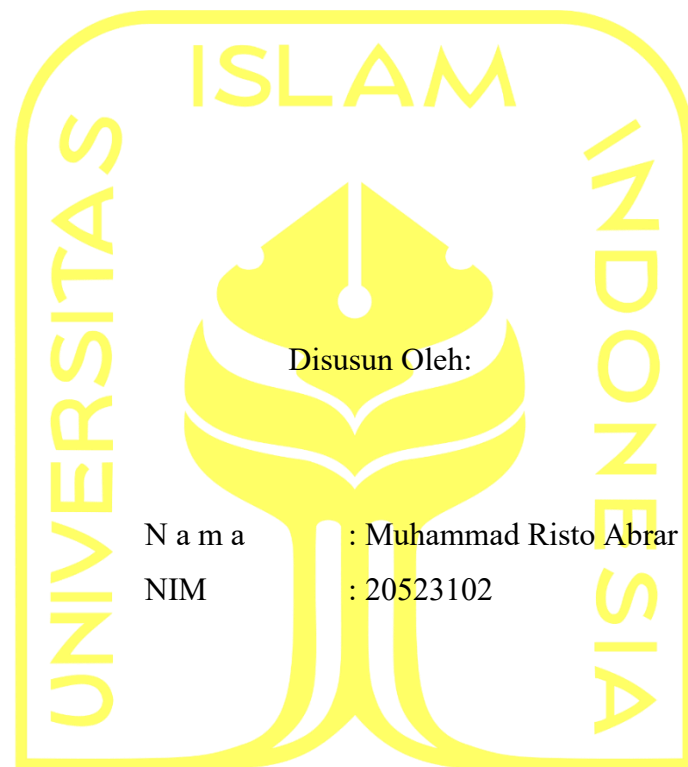 ISLAM
UNIVERSITAS
INDONESIA
Disusun Oleh:
N a m a : Muhammad Risto Abrar
NIM : 20523102